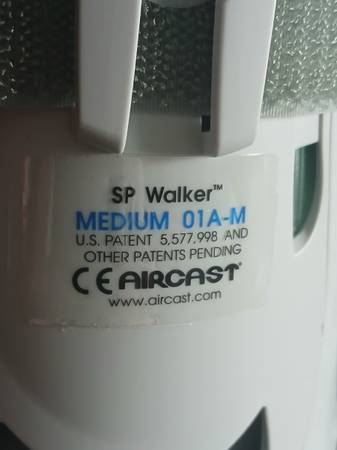 SP Walker™
MEDIUM 01A-M
U.S. PATENT 5,577,998 AND
OTHER PATENTS PENDING
CE AIRCAST®
www.aircast.com